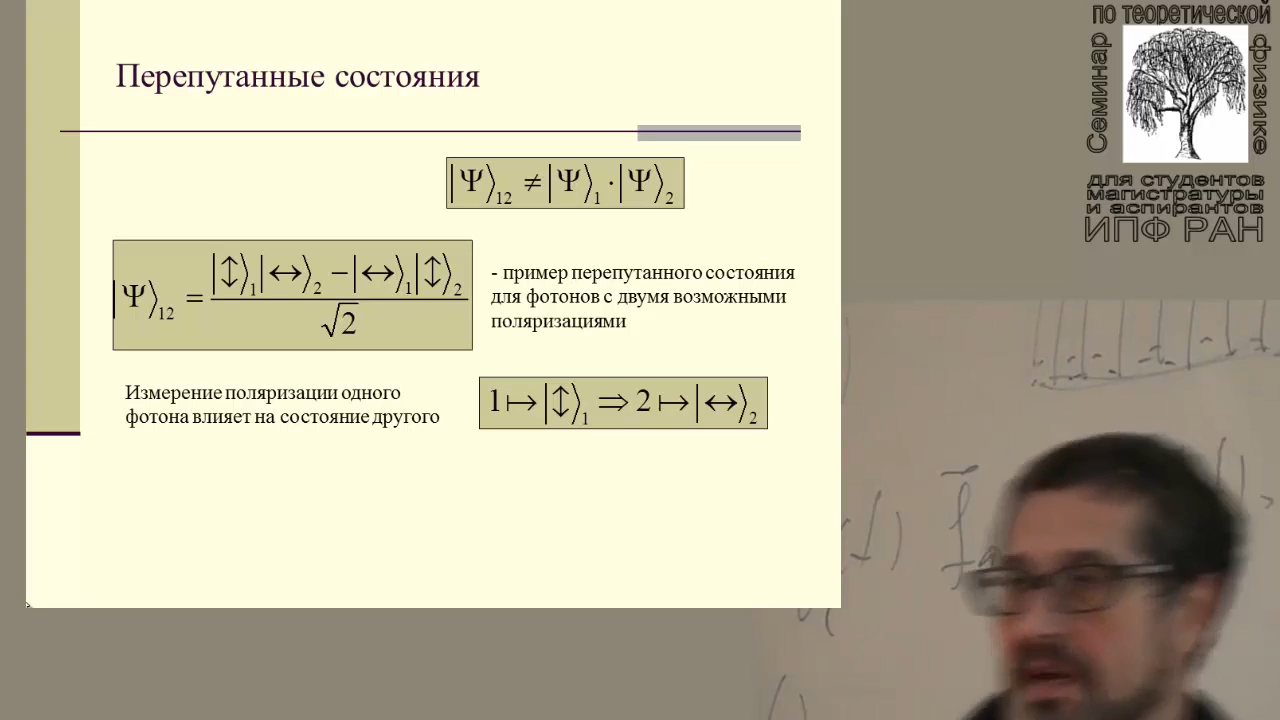 Перепутанные состояния
|Ψ⟩₁₂ ≠ |Ψ⟩₁ · |Ψ⟩₂
|Ψ⟩₁₂ = (|↕⟩₁|↔⟩₂ − |↔⟩₁|↕⟩₂) / √2
- пример перепутанного состояния
для фотонов с двумя возможными
поляризациями
Измерение поляризации одного
фотона влияет на состояние другого
1 ↦ |↕⟩₁ ⇒ 2 ↦ |↔⟩₂
Семинар
по теоретической
физике
для студентов
магистратуры
и аспирантов
ИПФ РАН